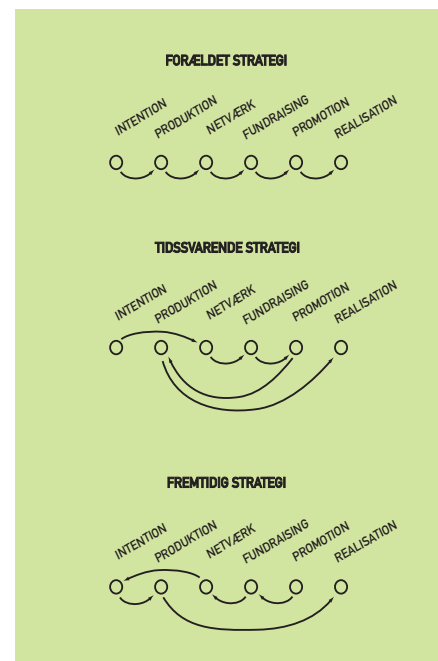 FORÆLDET STRATEGI
INTENTION
PRODUKTION
NETVÆRK
FUNDRAISING
PROMOTION
REALISATION
TIDSSVARENDE STRATEGI
INTENTION
PRODUKTION
NETVÆRK
FUNDRAISING
PROMOTION
REALISATION
FREMTIDIG STRATEGI
INTENTION
PRODUKTION
NETVÆRK
FUNDRAISING
PROMOTION
REALISATION